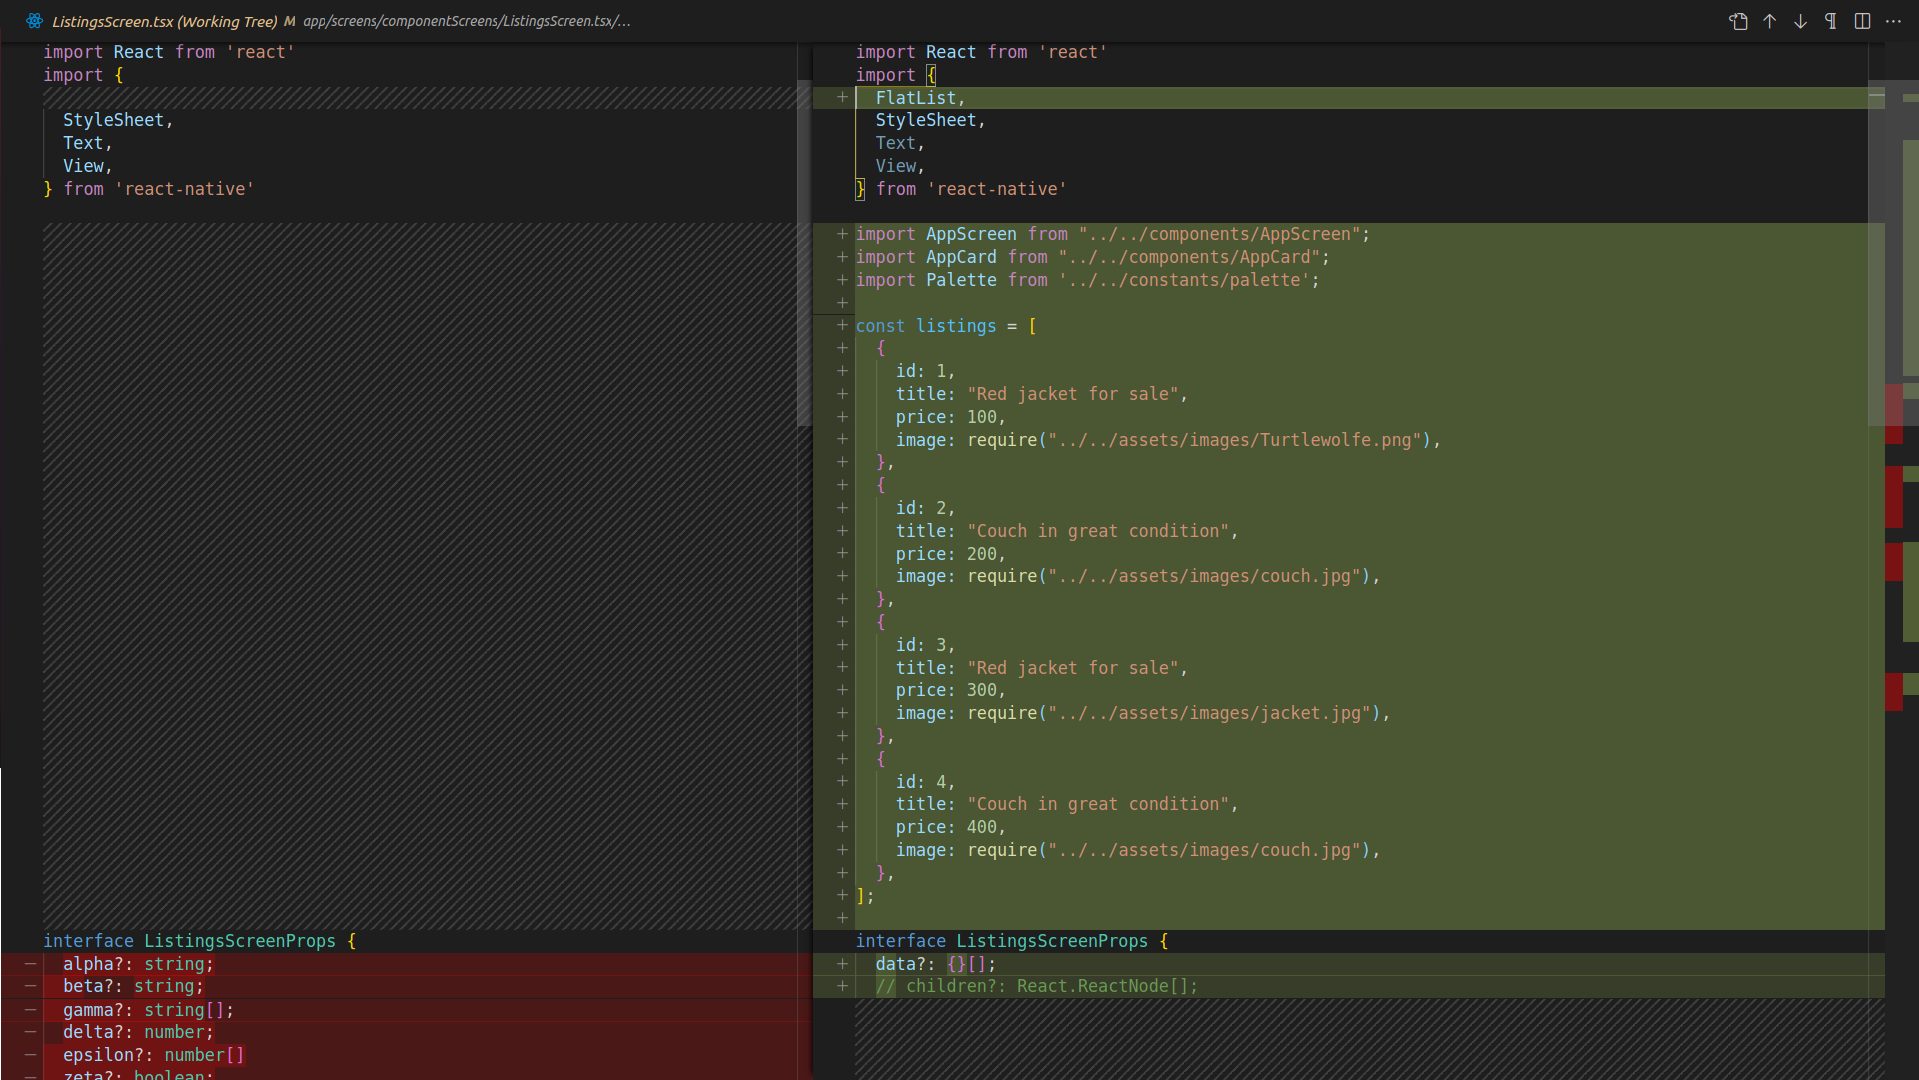 ListingsScreen.tsx (Working Tree) M app/screens/componentScreens/ListingsScreen.tsx/...
import React from 'react'
import {
  StyleSheet,
  Text,
  View,
} from 'react-native'
interface ListingsScreenProps {
−   alpha?: string;
−   beta?: string;
−   gamma?: string[];
−   delta?: number;
−   epsilon?: number[]
−   zeta?: boolean;
import React from 'react'
import {
+   FlatList,
  StyleSheet,
  Text,
  View,
} from 'react-native'
+ import AppScreen from "../../components/AppScreen";
+ import AppCard from "../../components/AppCard";
+ import Palette from '../../constants/palette';
+
+ const listings = [
+   {
+     id: 1,
+     title: "Red jacket for sale",
+     price: 100,
+     image: require("../../assets/images/Turtlewolfe.png"),
+   },
+   {
+     id: 2,
+     title: "Couch in great condition",
+     price: 200,
+     image: require("../../assets/images/couch.jpg"),
+   },
+   {
+     id: 3,
+     title: "Red jacket for sale",
+     price: 300,
+     image: require("../../assets/images/jacket.jpg"),
+   },
+   {
+     id: 4,
+     title: "Couch in great condition",
+     price: 400,
+     image: require("../../assets/images/couch.jpg"),
+   },
+ ];
+
interface ListingsScreenProps {
+   data?: {}[];
+   // children?: React.ReactNode[];